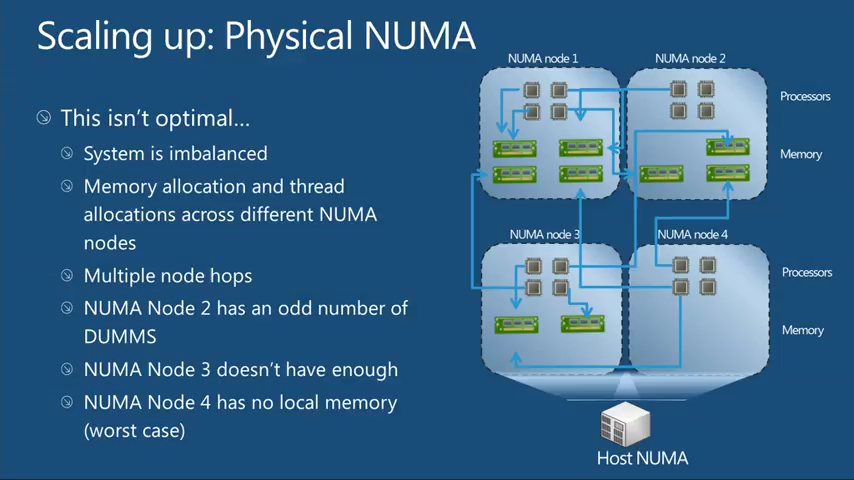 Scaling up: Physical NUMA
This isn't optimal...
System is imbalanced
Memory allocation and thread
allocations across different NUMA
nodes
Multiple node hops
NUMA Node 2 has an odd number of
DUMMS
NUMA Node 3 doesn't have enough
NUMA Node 4 has no local memory
(worst case)
NUMA node 1
NUMA node 2
Processors
Memory
NUMA node 3
NUMA node 4
Processors
Memory
Host NUMA